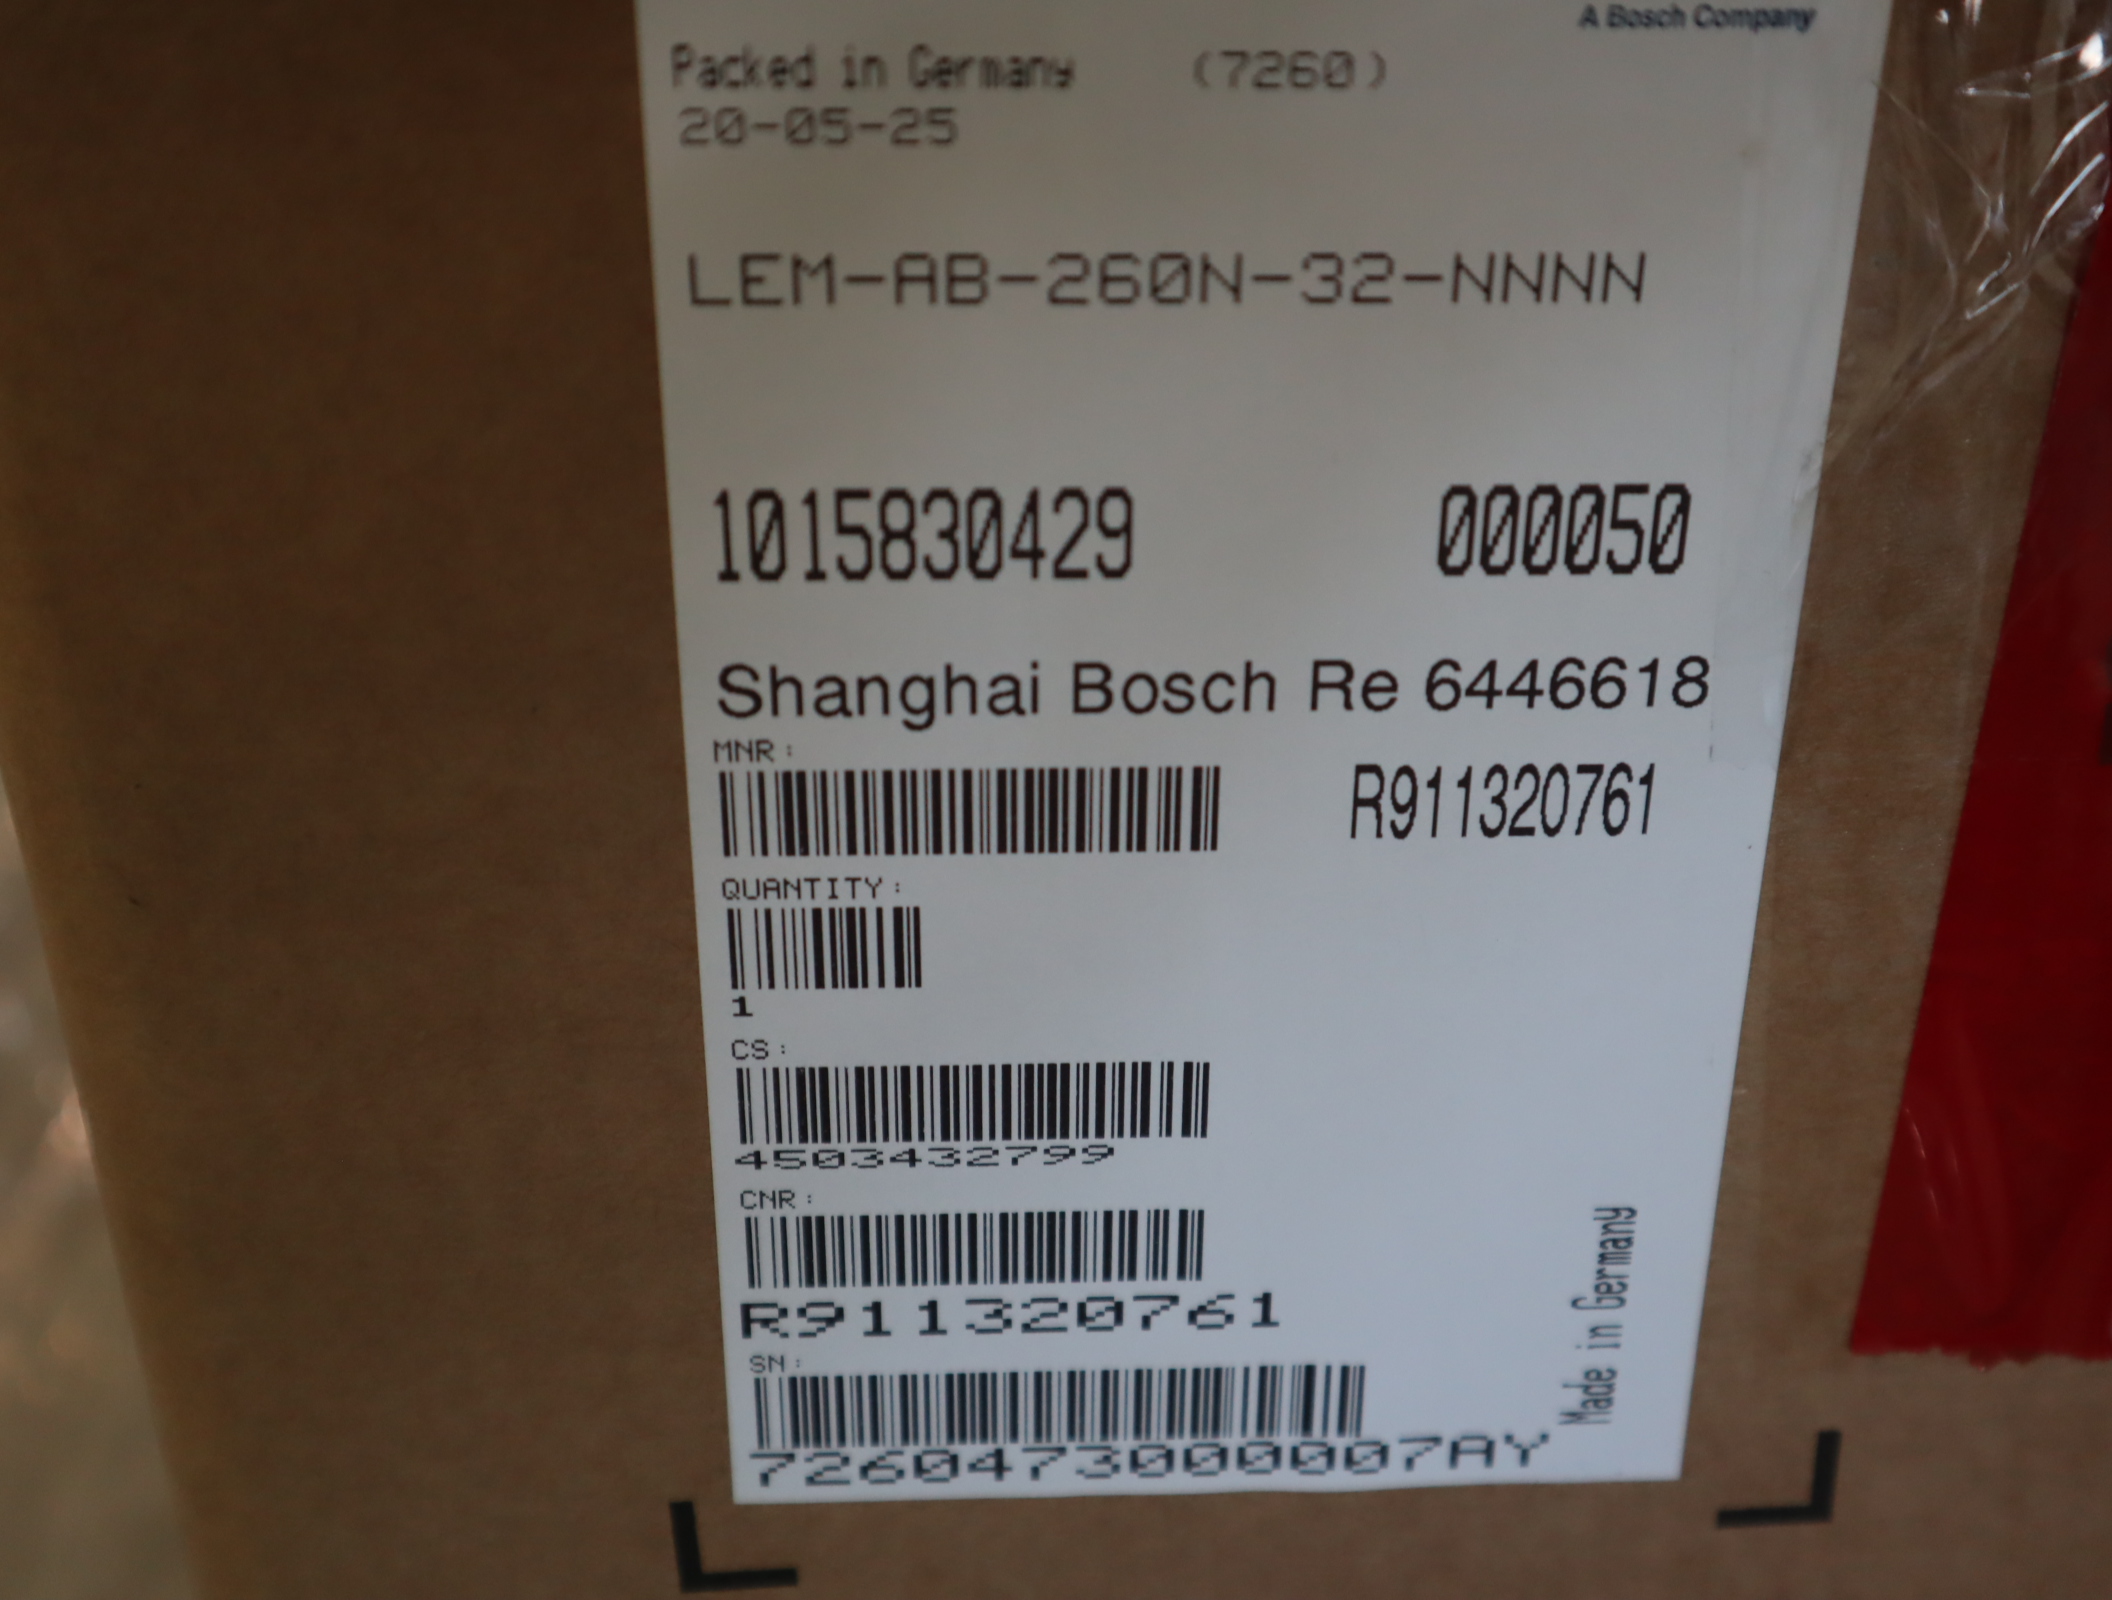 A Bosch Company
Packed in Germany (7260)
20-05-25
LEM-AB-260N-32-NNNN
1015830429 000050
Shanghai Bosch Re 6446618
MNR:
R911320761
QUANTITY:
1
CS:
4503432799
CNR:
R911320761
SN:
7260473000007AY
Made in Germany